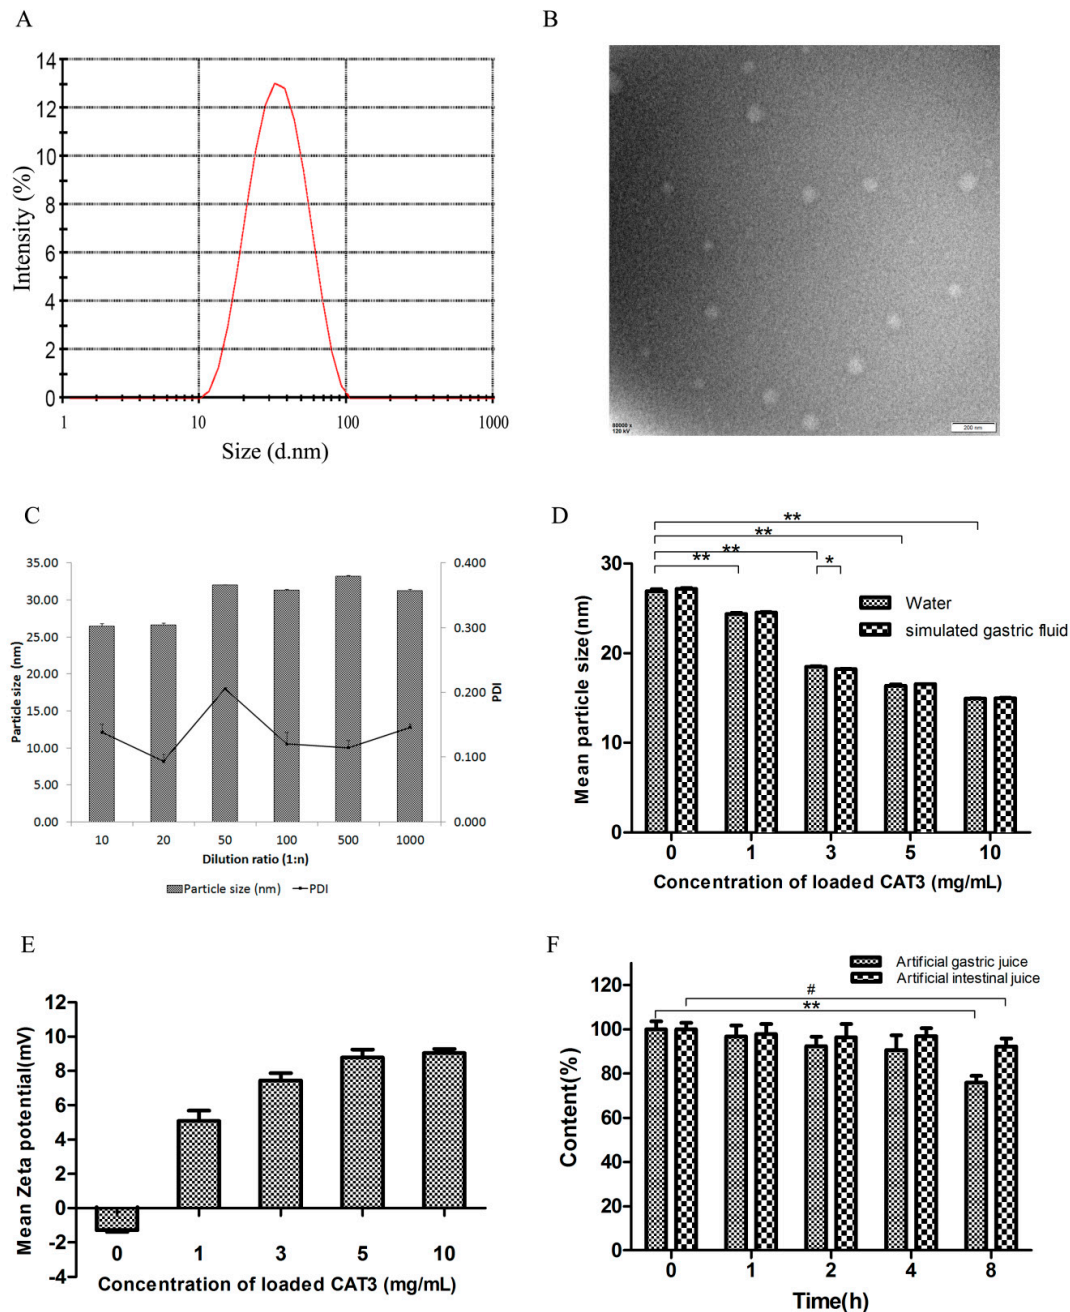 A
14
12
10
8
6
4
2
0
Intensity (%)
1 10 100 1000
Size (d.nm)
B
80000 x
120 kV
200 nm
C
35.00
30.00
25.00
20.00
15.00
10.00
5.00
0.00
Particle size (nm)
0.400
0.300
0.200
0.100
0.000
PDI
10 20 50 100 500 1000
Dilution ratio (1:n)
Particle size (nm) PDI
D
**
**
**
** *
30
20
10
0
Mean particle size(nm)
Water
simulated gastric fluid
0 1 3 5 10
Concentration of loaded CAT3 (mg/mL)
E
12
10
8
6
4
2
0
-2
-4
Mean Zeta potential(mV)
0 1 3 5 10
Concentration of loaded CAT3 (mg/mL)
F
Artificial gastric juice
Artificial intestinal juice
#
**
120
100
80
60
40
20
0
Content(%)
0 1 2 4 8
Time(h)